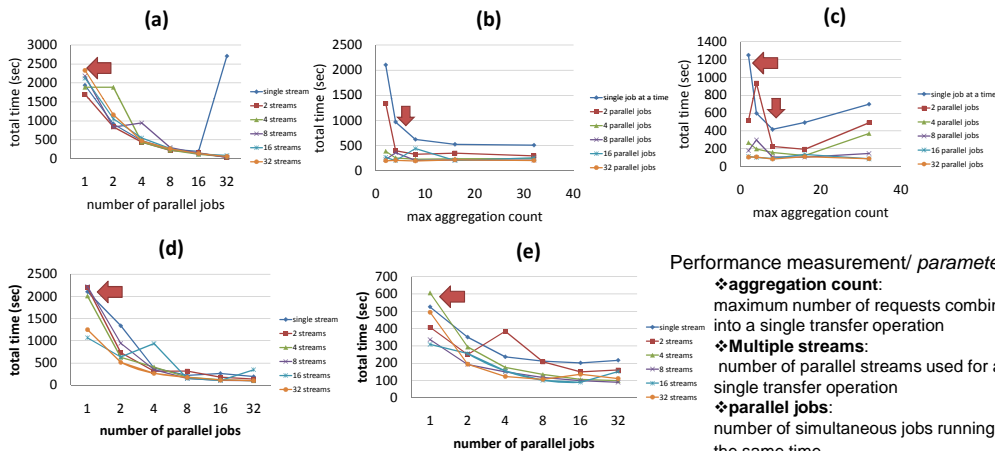 (a)
total time (sec)
3000
2500
2000
1500
1000
500
0
1 2 4 8 16 32
number of parallel jobs
single stream
2 streams
4 streams
8 streams
16 streams
32 streams
(b)
total time (sec)
2500
2000
1500
1000
500
0
0 20 40
max aggregation count
single job at a time
2 parallel jobs
4 parallel jobs
8 parallel jobs
16 parallel jobs
32 parallel jobs
(c)
total time (sec)
1400
1200
1000
800
600
400
200
0
0 20 40
max aggregation count
single job at a time
2 parallel jobs
4 parallel jobs
8 parallel jobs
16 parallel jobs
32 parallel jobs
(d)
total time (sec)
2500
2000
1500
1000
500
0
1 2 4 8 16 32
number of parallel jobs
single stream
2 streams
4 streams
8 streams
16 streams
32 streams
(e)
total time (sec)
700
600
500
400
300
200
100
0
1 2 4 8 16 32
number of parallel jobs
single stream
2 streams
4 streams
8 streams
16 streams
32 streams
Performance measurement/ paramete
❖aggregation count:
maximum number of requests combin
into a single transfer operation
❖Multiple streams:
number of parallel streams used for a
single transfer operation
❖parallel jobs:
number of simultaneous jobs running
the same time